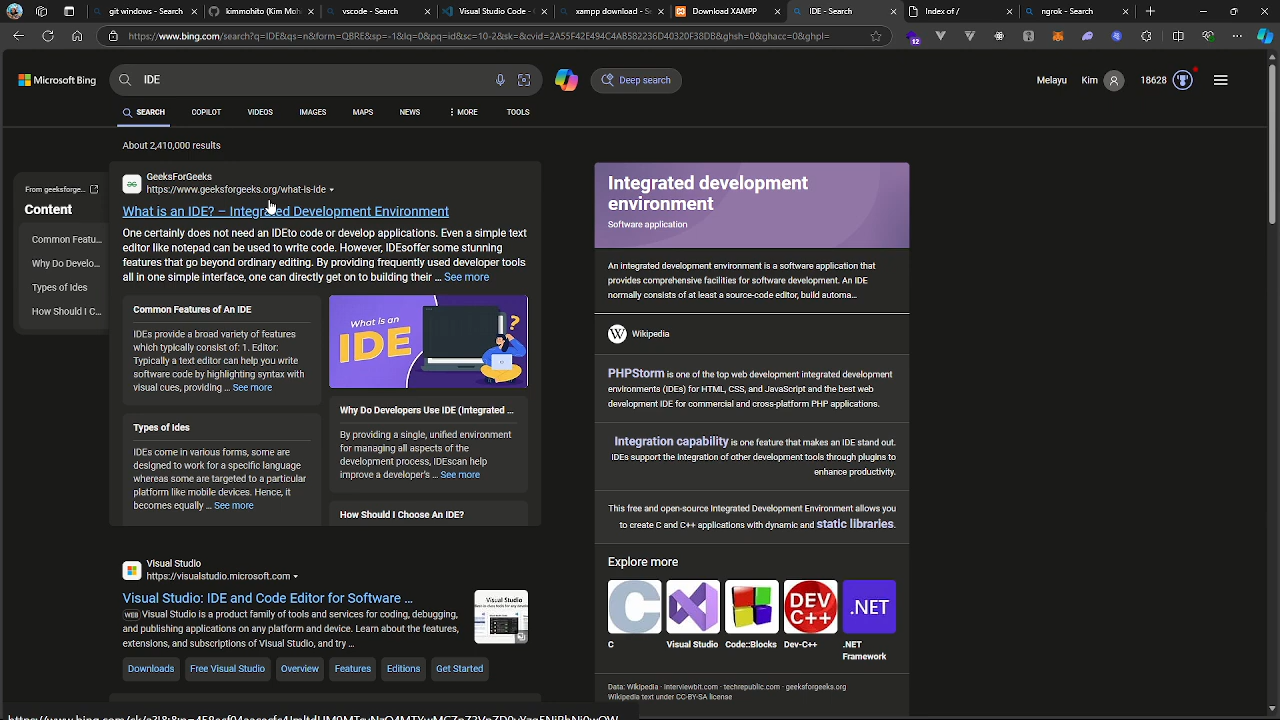 git windows - Search
kimmohito (Kim Moh
vscode - Search
Visual Studio Code - C
xampp download - Se
Download XAMPP
IDE - Search
Index of /
ngrok - Search
https://www.bing.com/search?q=IDE&qs=n&form=QBRE&sp=-1&lq=0&pq=id&sc=10-2&sk=&cvid=2A55F42E494C4AB582236D40320F38D8&ghsh=0&ghacc=0&ghpl=
12
Microsoft Bing
IDE
Deep search
Melayu
Kim
18628
SEARCH
COPILOT
VIDEOS
IMAGES
MAPS
NEWS
MORE
TOOLS
About 2,410,000 results
From geeksforge...
Content
Common Featu...
Why Do Develo...
Types of Ides
How Should I C...
GeeksForGeeks
https://www.geeksforgeeks.org/what-is-ide
What is an IDE? – Integrated Development Environment
One certainly does not need an IDEto code or develop applications. Even a simple text
editor like notepad can be used to write code. However, IDEsoffer some stunning
features that go beyond ordinary editing. By providing frequently used developer tools
all in one simple interface, one can directly get on to building their ... See more
Common Features of An IDE
IDEs provide a broad variety of features
which typically consist of: 1. Editor:
Typically a text editor can help you write
software code by highlighting syntax with
visual cues, providing ... See more
What is an
IDE
?
Types of Ides
IDEs come in various forms, some are
designed to work for a specific language
whereas some are targeted to a particular
platform like mobile devices. Hence, it
becomes equally ... See more
Why Do Developers Use IDE (Integrated ...
By providing a single, unified environment
for managing all aspects of the
development process, IDEscan help
improve a developer's ... See more
How Should I Choose An IDE?
Visual Studio
https://visualstudio.microsoft.com
Visual Studio: IDE and Code Editor for Software ...
WEB Visual Studio is a product family of tools and services for coding, debugging,
and publishing applications on any platform and device. Learn about the features,
extensions, and subscriptions of Visual Studio, and try ...
Visual Studio
Downloads
Free Visual Studio
Overview
Features
Editions
Get Started
Integrated development
environment
Software application
An integrated development environment is a software application that
provides comprehensive facilities for software development. An IDE
normally consists of at least a source-code editor, build automa...
W
Wikipedia
PHPStorm is one of the top web development integrated development
environments (IDEs) for HTML, CSS, and JavaScript and the best web
development IDE for commercial and cross-platform PHP applications.
Integration capability is one feature that makes an IDE stand out.
IDEs support the integration of other development tools through plugins to
enhance productivity.
This free and open-source Integrated Development Environment allows you
to create C and C++ applications with dynamic and static libraries.
Explore more
C
DEV
C++
.NET
C
Visual Studio
Code::Blocks
Dev-C++
.NET
Framework
Data: Wikipedia · interviewbit.com · techrepublic.com · geeksforgeeks.org
Wikipedia text under CC-BY-SA license